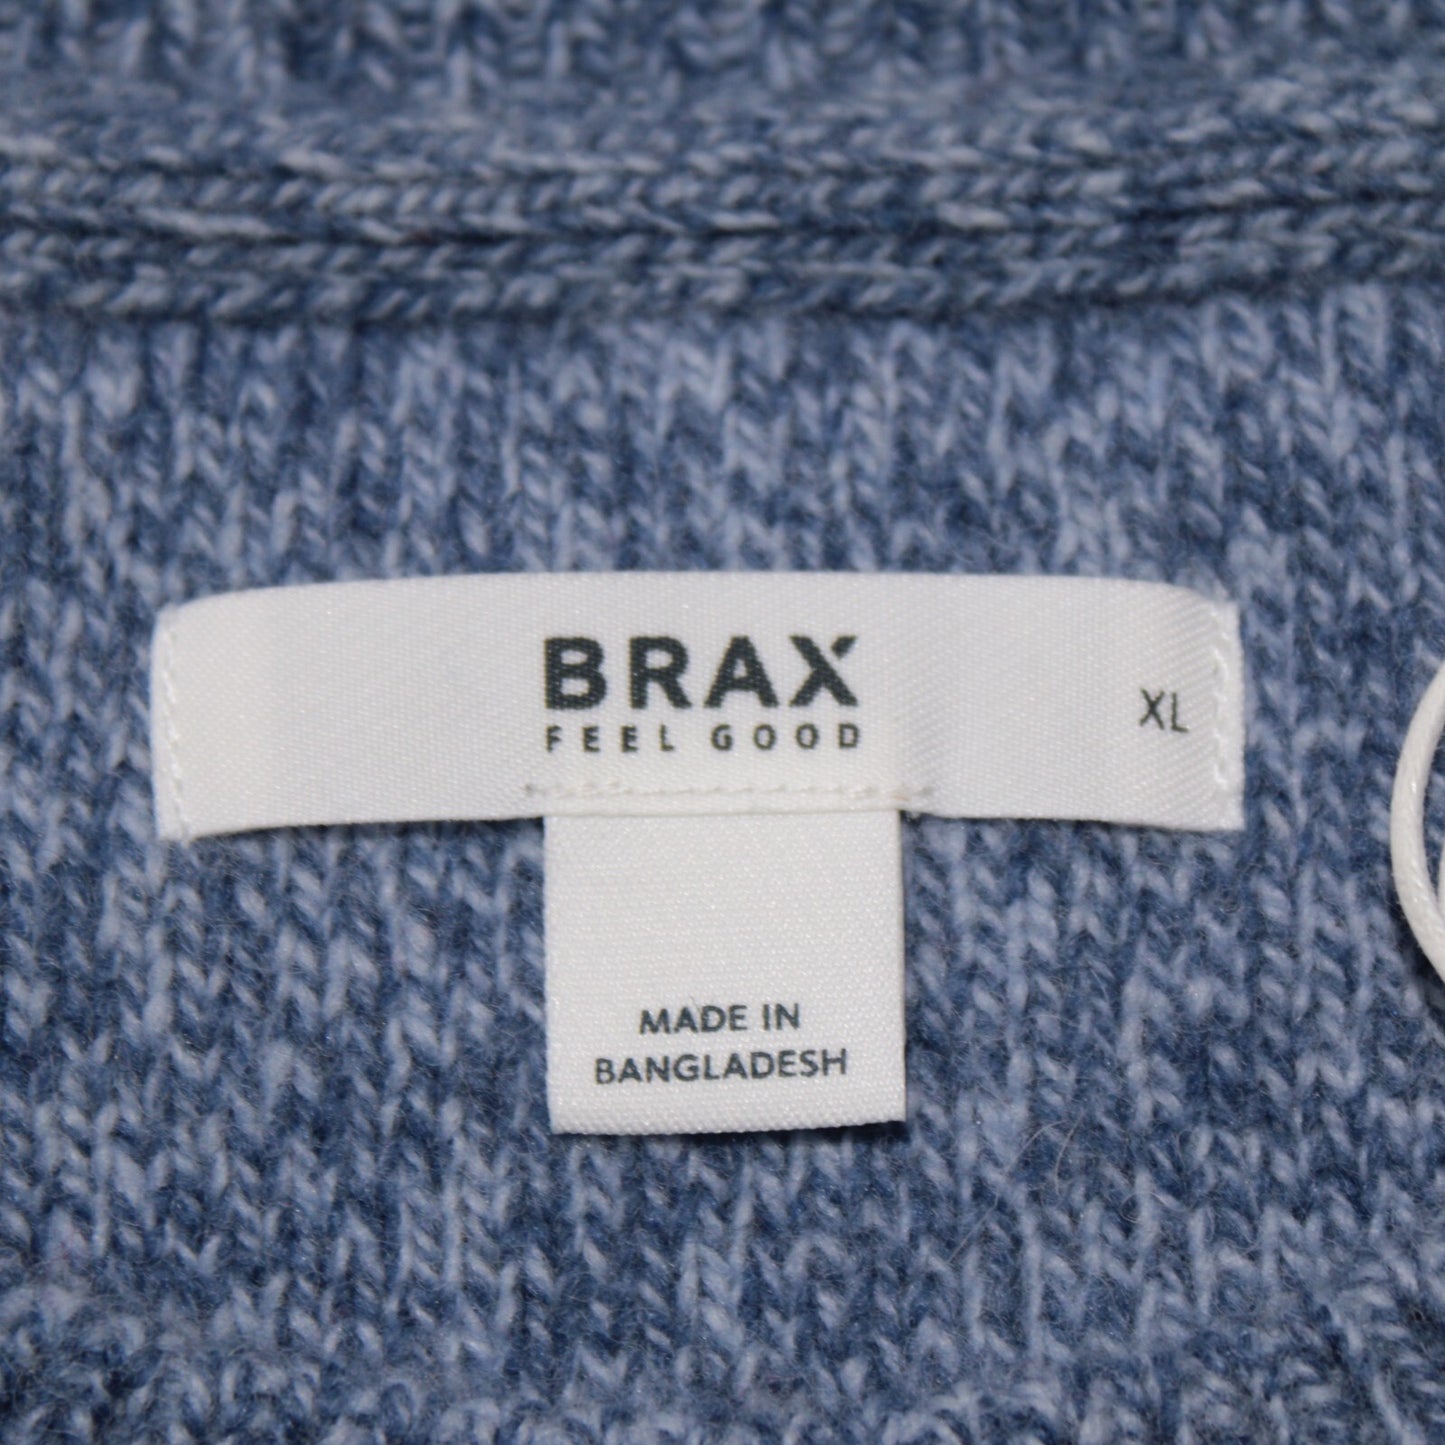 BRAX
FEEL GOOD
XL
MADE IN
BANGLADESH